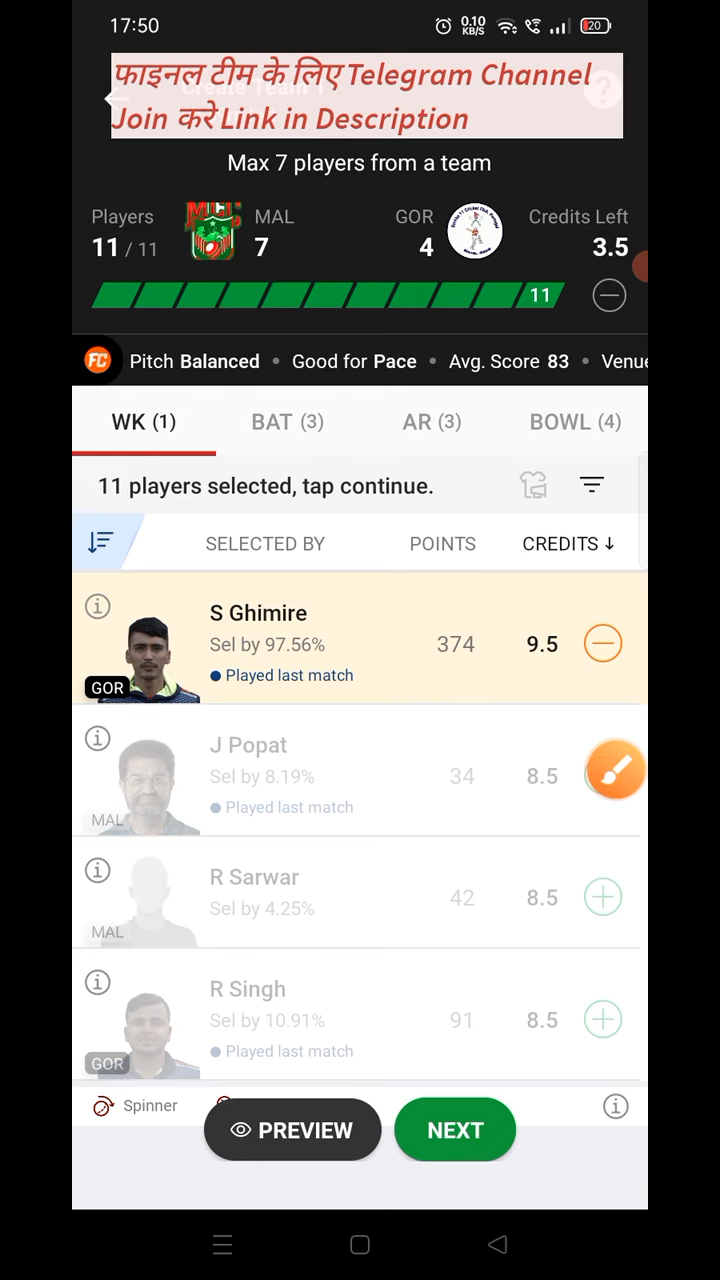 17:50
0.10 KB/S
20
फाइनल टीम के लिए Telegram Channel
Join करे Link in Description
Create Team 1
Max 7 players from a team
Players MAL GOR Credits Left
11 / 11 7 4 3.5
11
FC Pitch Balanced • Good for Pace • Avg. Score 83 • Venue
WK (1) BAT (3) AR (3) BOWL (4)
11 players selected, tap continue.
SELECTED BY POINTS CREDITS ↓
S Ghimire
Sel by 97.56% 374 9.5
Played last match
GOR
J Popat
Sel by 8.19% 34 8.5
Played last match
MAL
R Sarwar
Sel by 4.25% 42 8.5
MAL
R Singh
Sel by 10.91% 91 8.5
Played last match
GOR
Spinner
PREVIEW NEXT